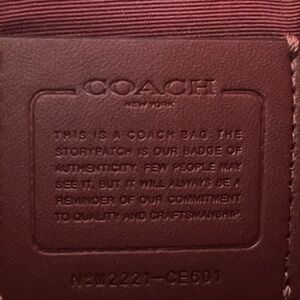 COACH
NEW YORK
THIS IS A COACH BAG. THE
STORYPATCH IS OUR BADGE OF
AUTHENTICITY. FEW PEOPLE MAY
SEE IT, BUT IT WILL ALWAYS BE A
REMINDER OF OUR COMMITMENT
TO QUALITY AND CRAFTSMANSHIP.
NºM2221-CE601